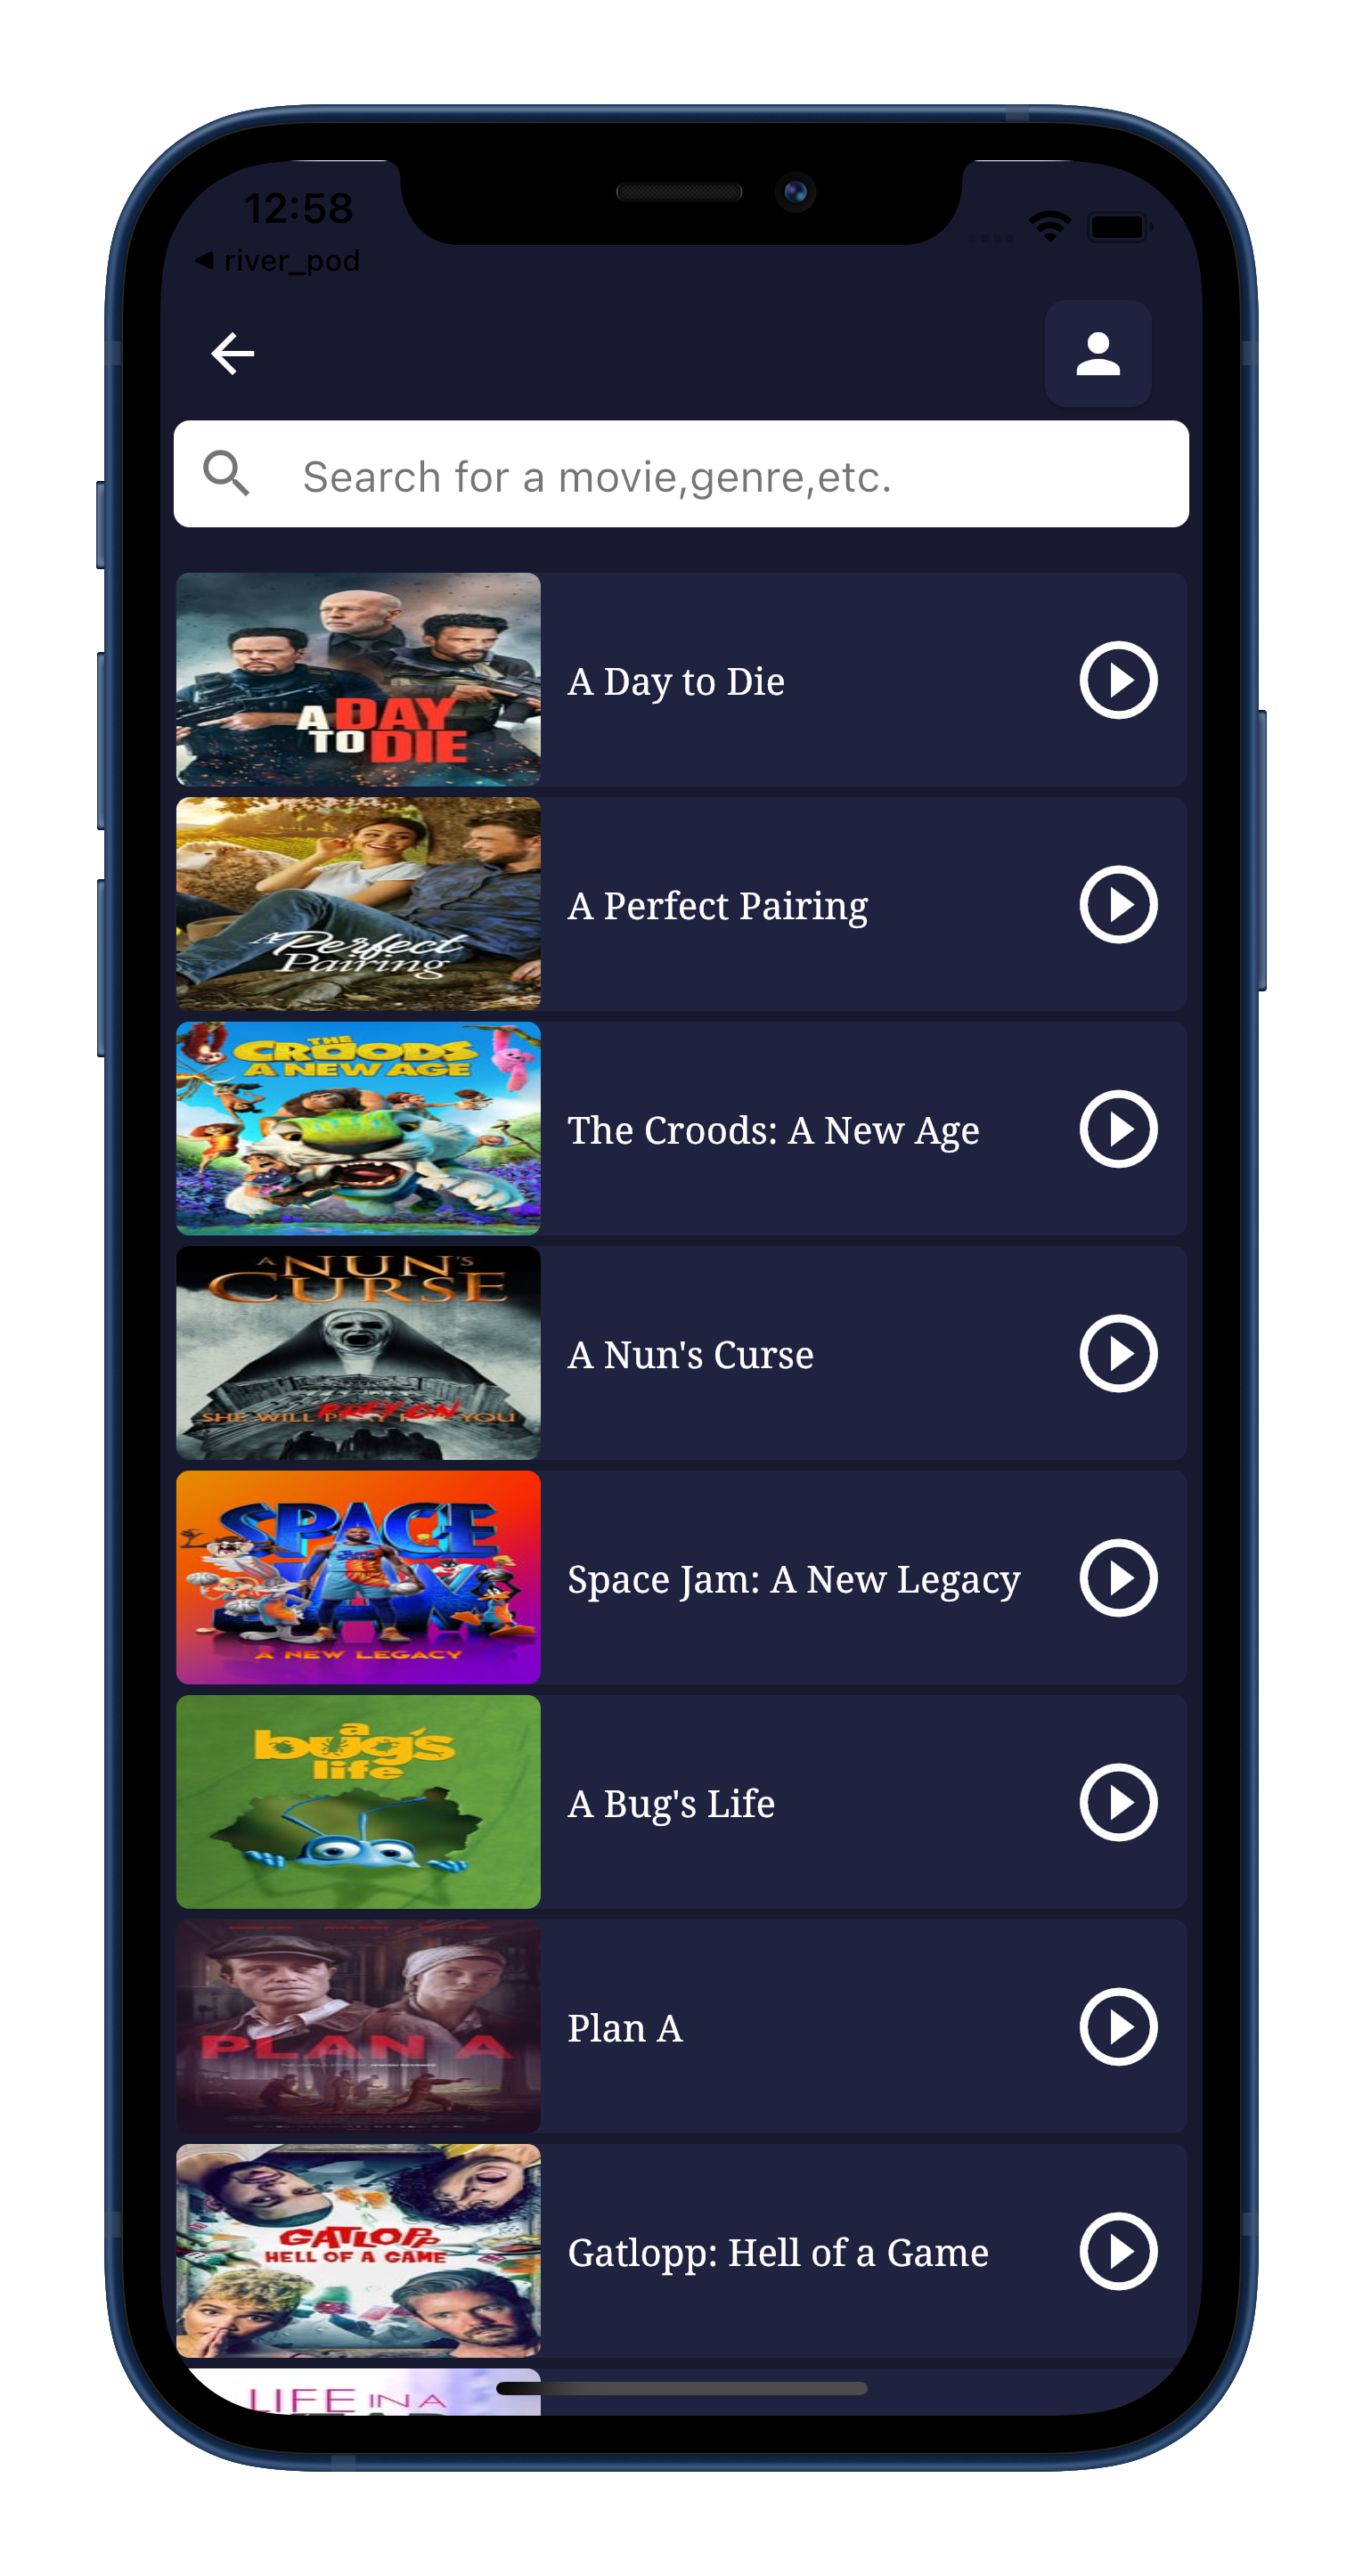 12:58
◀ river_pod
Search for a movie,genre,etc.
A DAY
TO DIE
A Day to Die
A Perfect
Pairing
A Perfect Pairing
THE
CROODS
A NEW AGE
The Croods: A New Age
A NUN'S
CURSE
SHE WILL PREY ON YOU
A Nun's Curse
SPACE
JAM
A NEW LEGACY
Space Jam: A New Legacy
a
bug's
life
A Bug's Life
PLAN A
Plan A
GATLOPP
HELL OF A GAME
Gatlopp: Hell of a Game
LIFE IN A